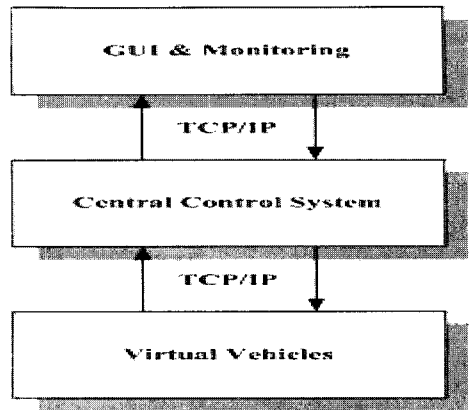 GUI & Monitoring
TCP/IP
Central Control System
TCP/IP
Virtual Vehicles